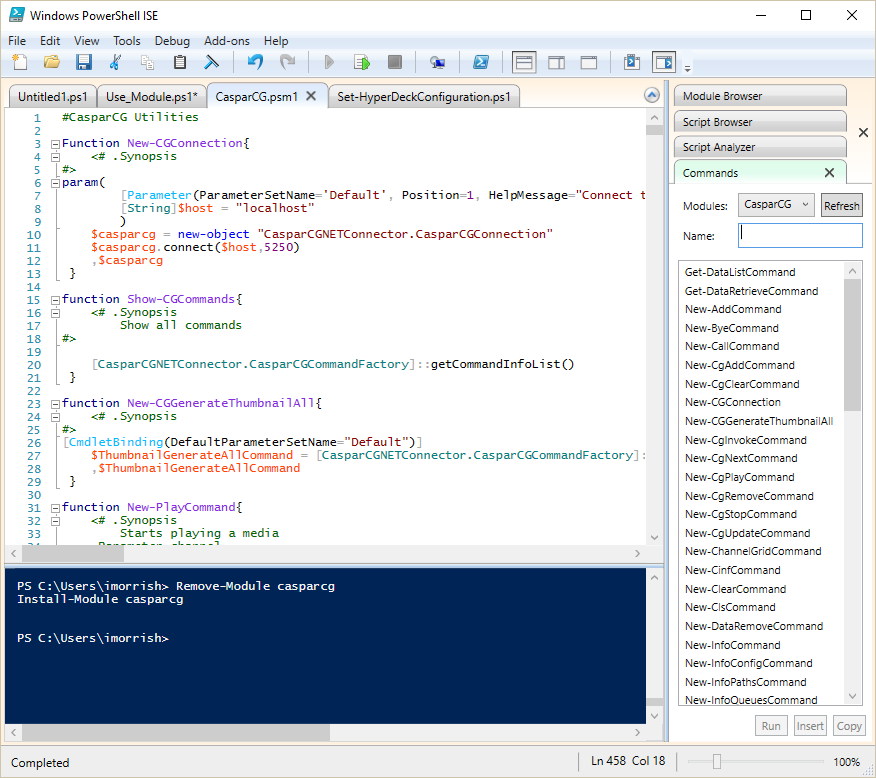 Windows PowerShell ISE
File Edit View Tools Debug Add-ons Help
Untitled1.ps1 Use_Module.ps1* CasparCG.psm1 Set-HyperDeckConfiguration.ps1
1 #CasparCG Utilities
2
3 Function New-CGConnection{
4 <# .Synopsis
5 #>
6 param(
7 [Parameter(ParameterSetName='Default', Position=1, HelpMessage="Connect t
8 [String]$host = "localhost"
9 )
10 $casparcg = new-object "CasparCGNETConnector.CasparCGConnection"
11 $casparcg.connect($host,5250)
12 ,$casparcg
13 }
14
15 function Show-CGCommands{
16 <# .Synopsis
17 Show all commands
18 #>
19
20 [CasparCGNETConnector.CasparCGCommandFactory]::getCommandInfoList()
21 }
22
23 function New-CGGenerateThumbnailAll{
24 <# .Synopsis
25 #>
26 [CmdletBinding(DefaultParameterSetName="Default")]
27 $ThumbnailGenerateAllCommand = [CasparCGNETConnector.CasparCGCommandFactory]:
28 ,$ThumbnailGenerateAllCommand
29 }
30
31 function New-PlayCommand{
32 <# .Synopsis
33 Starts playing a media
PS C:\Users\imorrish> Remove-Module casparcg
Install-Module casparcg
PS C:\Users\imorrish>
Module Browser
Script Browser
Script Analyzer
Commands
Modules: CasparCG Refresh
Name:
Get-DataListCommand
Get-DataRetrieveCommand
New-AddCommand
New-ByeCommand
New-CallCommand
New-CgAddCommand
New-CgClearCommand
New-CGConnection
New-CGGenerateThumbnailAll
New-CgInvokeCommand
New-CgNextCommand
New-CgPlayCommand
New-CgRemoveCommand
New-CgStopCommand
New-CgUpdateCommand
New-ChannelGridCommand
New-CinfCommand
New-ClearCommand
New-ClsCommand
New-DataRemoveCommand
New-InfoCommand
New-InfoConfigCommand
New-InfoPathsCommand
New-InfoQueuesCommand
Run Insert Copy
Completed
Ln 458 Col 18
100%